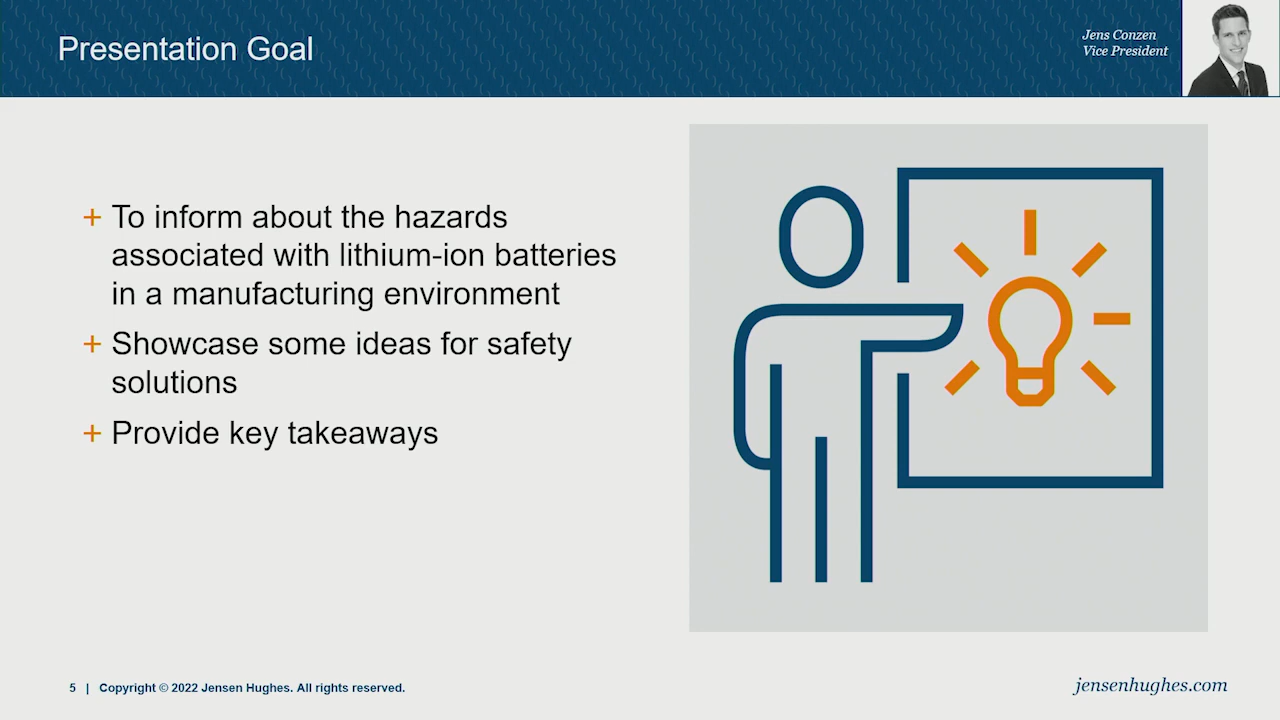 Presentation Goal
Jens Conzen
Vice President
+ To inform about the hazards
associated with lithium-ion batteries
in a manufacturing environment
+ Showcase some ideas for safety
solutions
+ Provide key takeaways
5 | Copyright © 2022 Jensen Hughes. All rights reserved.
jensenhughes.com